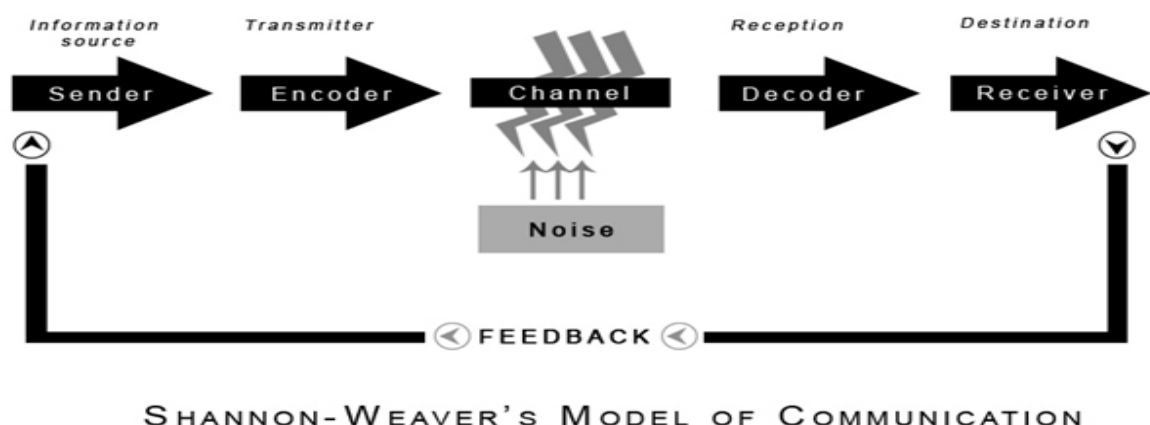 Information
source
Transmitter
Reception
Destination
Sender
Encoder
Channel
Decoder
Receiver
Noise
FEEDBACK
SHANNON-WEAVER'S MODEL OF COMMUNICATION